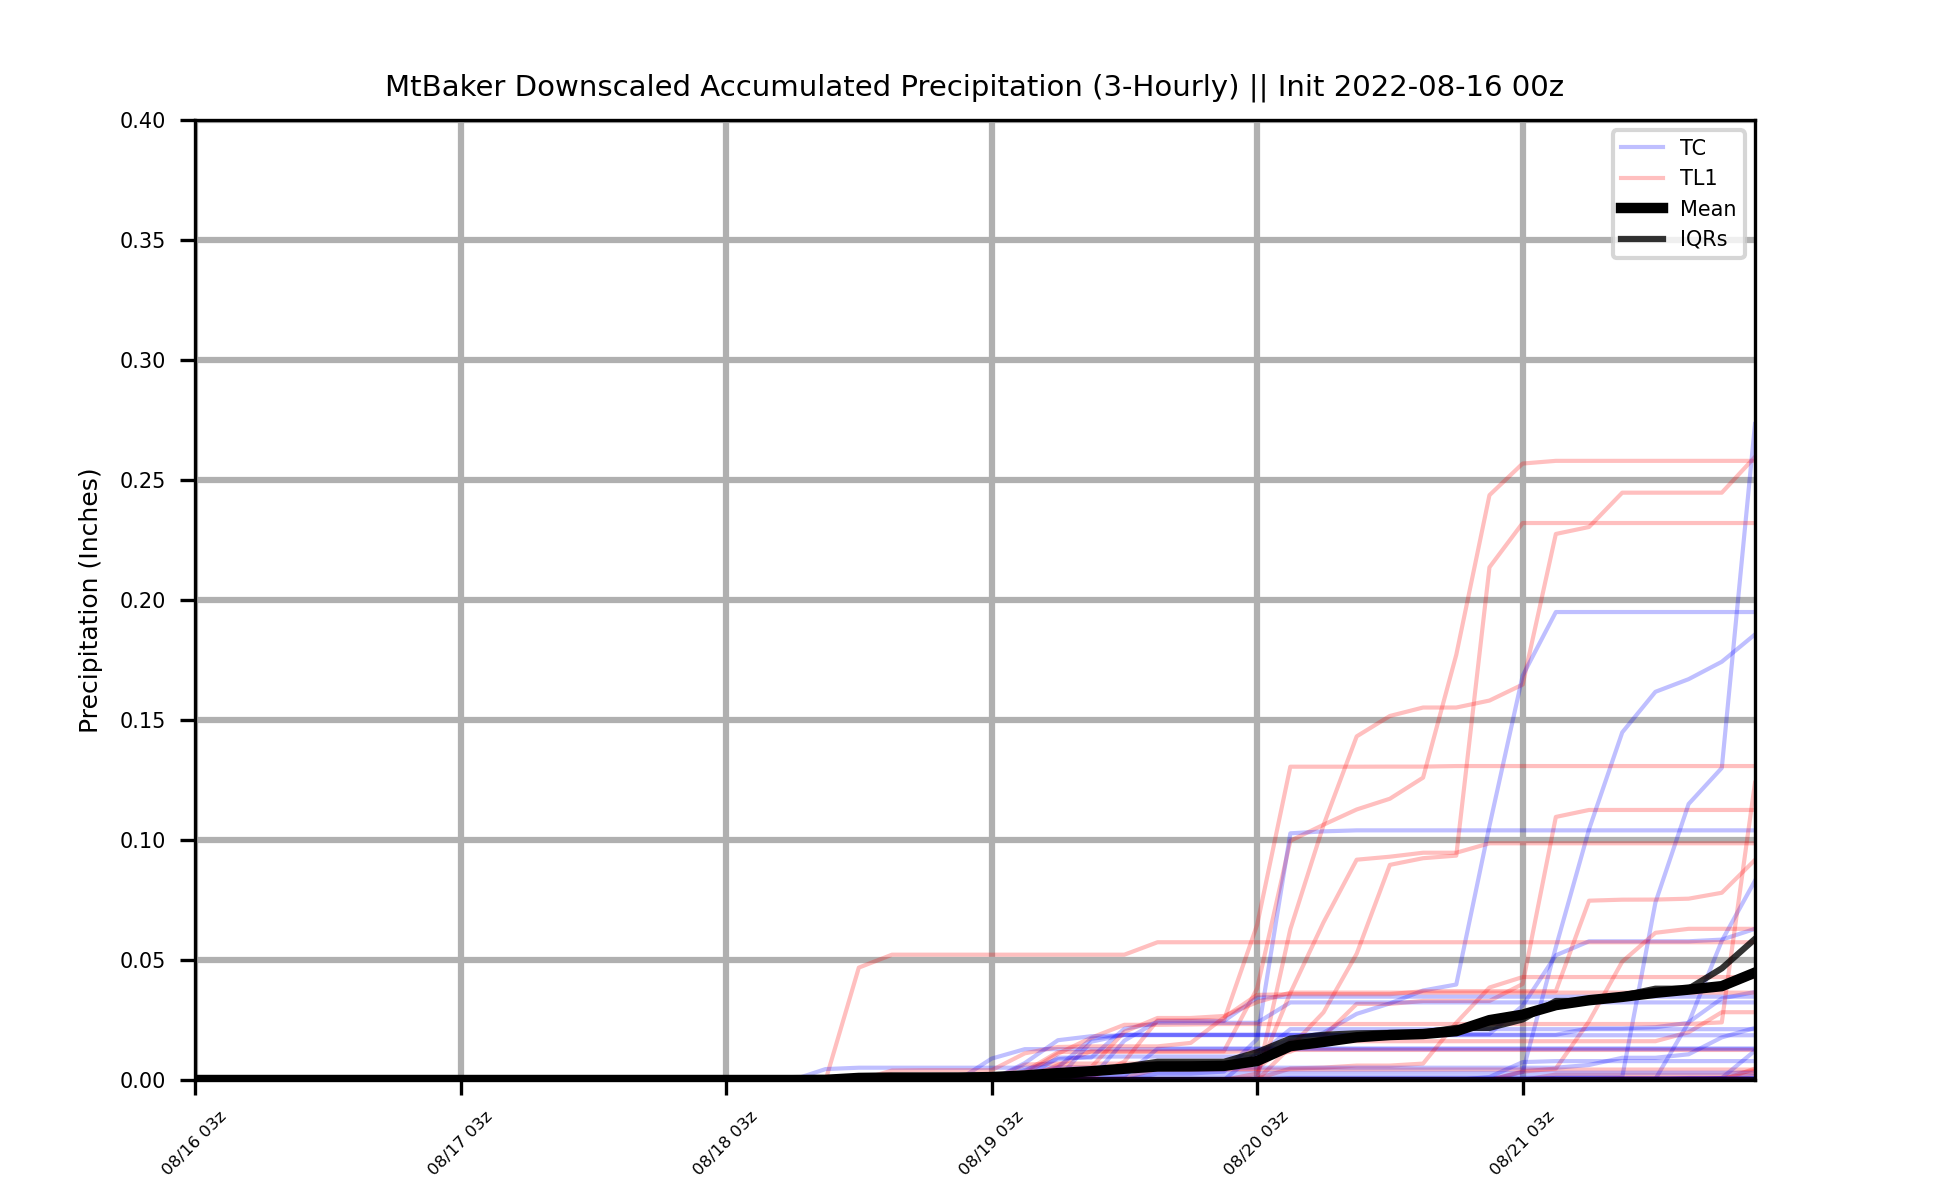 MtBaker Downscaled Accumulated Precipitation (3-Hourly) || Init 2022-08-16 00z
TC
TL1
Mean
IQRs
Precipitation (Inches)
0.40
0.35
0.30
0.25
0.20
0.15
0.10
0.05
0.00
08/16 03z
08/17 03z
08/18 03z
08/19 03z
08/20 03z
08/21 03z